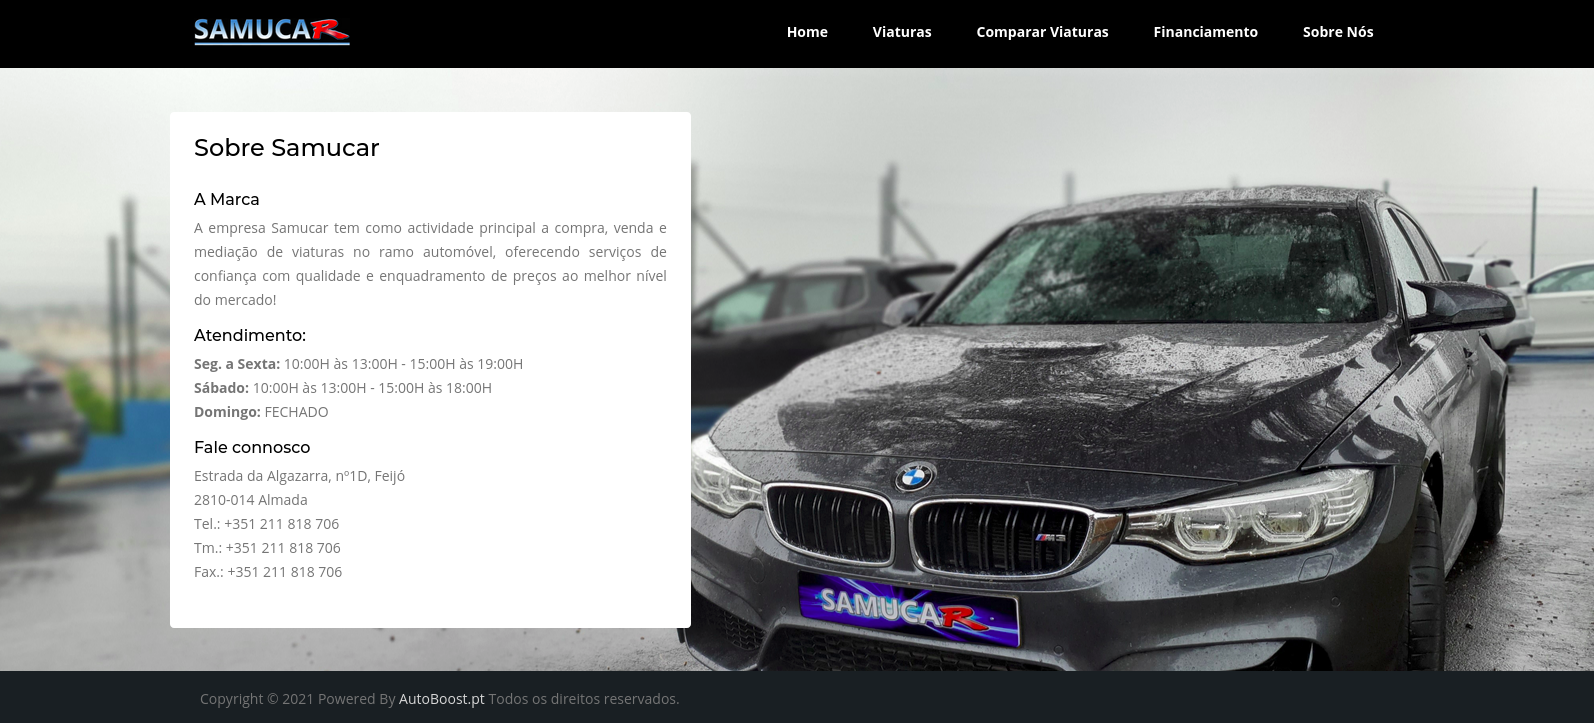 SAMUCAR
Home Viaturas Comparar Viaturas Financiamento Sobre Nós
Sobre Samucar
A Marca
A empresa Samucar tem como actividade principal a compra, venda e
mediação de viaturas no ramo automóvel, oferecendo serviços de
confiança com qualidade e enquadramento de preços ao melhor nível
do mercado!
Atendimento:
Seg. a Sexta: 10:00H às 13:00H - 15:00H às 19:00H
Sábado: 10:00H às 13:00H - 15:00H às 18:00H
Domingo: FECHADO
Fale connosco
Estrada da Algazarra, nº1D, Feijó
2810-014 Almada
Tel.: +351 211 818 706
Tm.: +351 211 818 706
Fax.: +351 211 818 706
BMW
M3
SAMUCAR
Copyright © 2021 Powered By AutoBoost.pt Todos os direitos reservados.